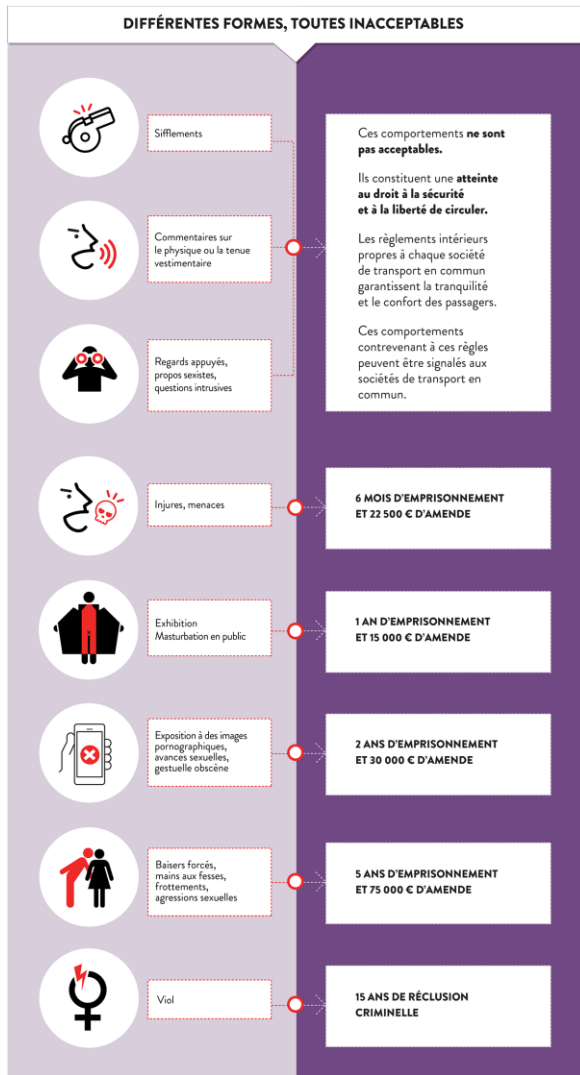 DIFFÉRENTES FORMES, TOUTES INACCEPTABLES
Sifflements
Commentaires sur
le physique ou la tenue
vestimentaire
Regards appuyés,
propos sexistes,
questions intrusives
Ces comportements ne sont
pas acceptables.
Ils constituent une atteinte
au droit à la sécurité
et à la liberté de circuler.
Les règlements intérieurs
propres à chaque société
de transport en commun
garantissent la tranquilité
et le confort des passagers.
Ces comportements
contrevenant à ces règles
peuvent être signalés aux
sociétés de transport en
commun.
Injures, menaces
6 MOIS D'EMPRISONNEMENT
ET 22 500 € D'AMENDE
Exhibition
Masturbation en public
1 AN D'EMPRISONNEMENT
ET 15 000 € D'AMENDE
Exposition à des images
pornographiques,
avances sexuelles,
gestuelle obscène
2 ANS D'EMPRISONNEMENT
ET 30 000 € D'AMENDE
Baisers forcés,
mains aux fesses,
frottements,
agressions sexuelles
5 ANS D'EMPRISONNEMENT
ET 75 000 € D'AMENDE
Viol
15 ANS DE RÉCLUSION
CRIMINELLE